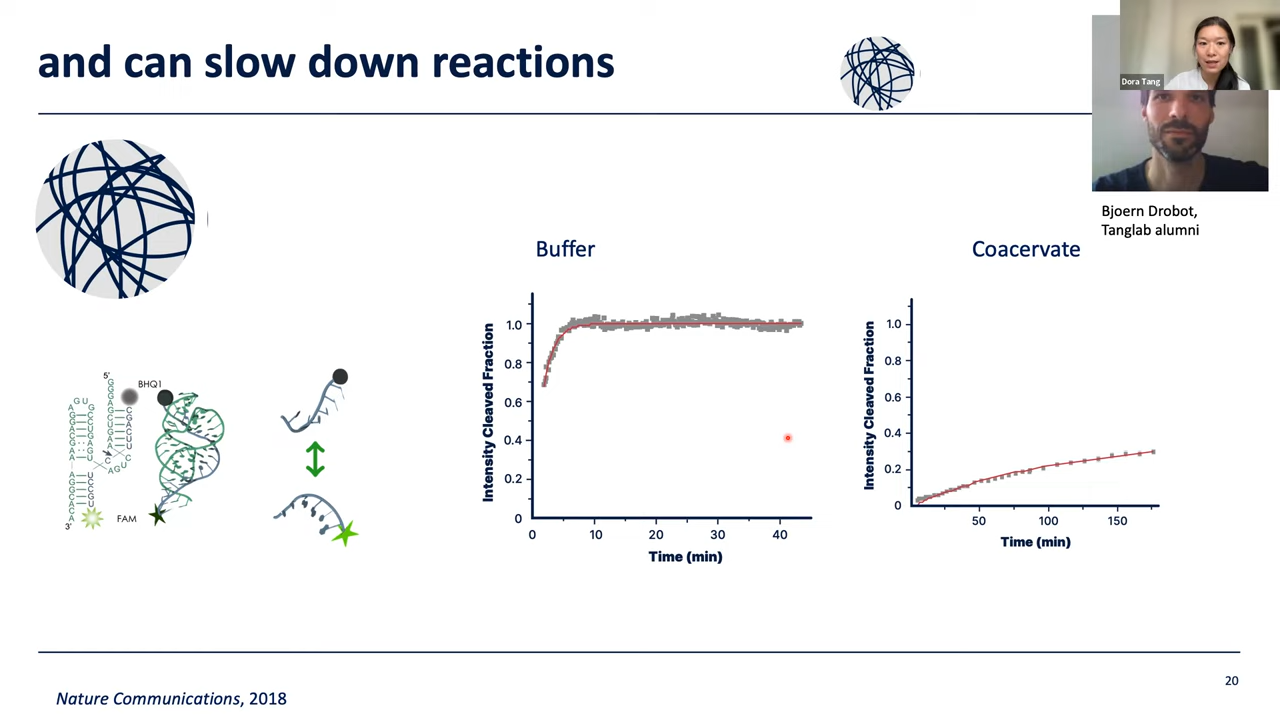 and can slow down reactions
Dora Tang
Bjoern Drobot,
Tanglab alumni
Buffer
Coacervate
Intensity Cleaved Fraction
1.0
0.8
0.6
0.4
0.2
0
0
10
20
30
40
Time (min)
Intensity Cleaved Fraction
1.0
0.8
0.6
0.4
0.2
0
50
100
150
Time (min)
5'
BHQ1
FAM
3'
20
Nature Communications, 2018